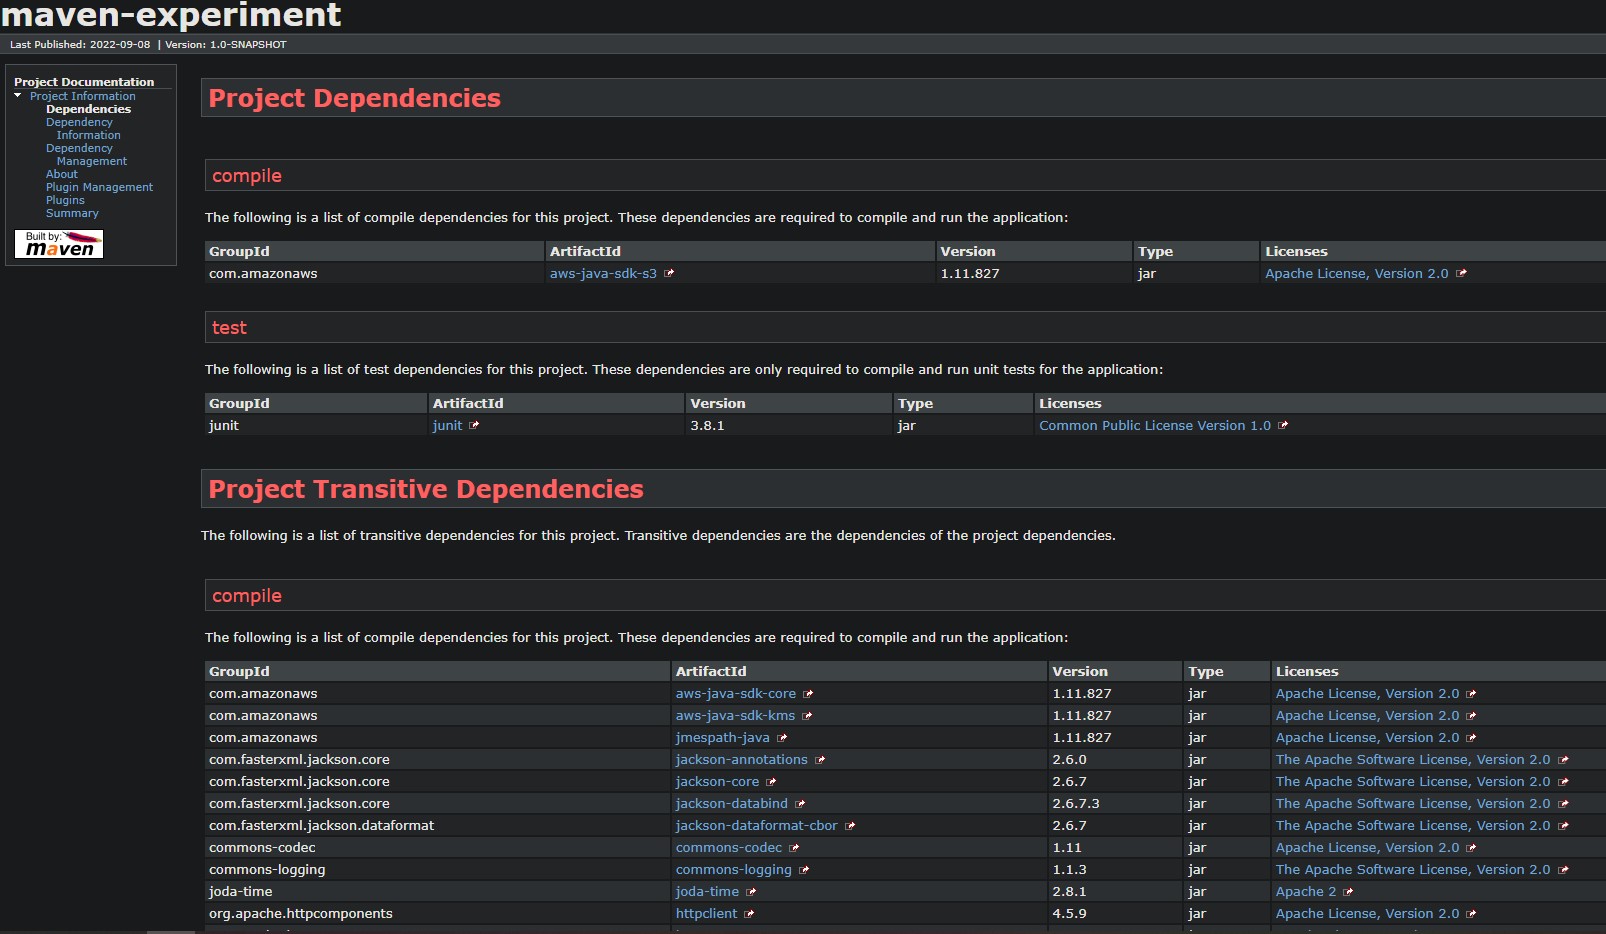 maven-experiment
Last Published: 2022-09-08 | Version: 1.0-SNAPSHOT
Project Documentation
Project Information
Dependencies
Dependency
Information
Dependency
Management
About
Plugin Management
Plugins
Summary
Built by:
maven
Project Dependencies
compile
The following is a list of compile dependencies for this project. These dependencies are required to compile and run the application:
GroupId ArtifactId Version Type Licenses
com.amazonaws aws-java-sdk-s3 1.11.827 jar Apache License, Version 2.0
test
The following is a list of test dependencies for this project. These dependencies are only required to compile and run unit tests for the application:
GroupId ArtifactId Version Type Licenses
junit junit 3.8.1 jar Common Public License Version 1.0
Project Transitive Dependencies
The following is a list of transitive dependencies for this project. Transitive dependencies are the dependencies of the project dependencies.
compile
The following is a list of compile dependencies for this project. These dependencies are required to compile and run the application:
GroupId ArtifactId Version Type Licenses
com.amazonaws aws-java-sdk-core 1.11.827 jar Apache License, Version 2.0
com.amazonaws aws-java-sdk-kms 1.11.827 jar Apache License, Version 2.0
com.amazonaws jmespath-java 1.11.827 jar Apache License, Version 2.0
com.fasterxml.jackson.core jackson-annotations 2.6.0 jar The Apache Software License, Version 2.0
com.fasterxml.jackson.core jackson-core 2.6.7 jar The Apache Software License, Version 2.0
com.fasterxml.jackson.core jackson-databind 2.6.7.3 jar The Apache Software License, Version 2.0
com.fasterxml.jackson.dataformat jackson-dataformat-cbor 2.6.7 jar The Apache Software License, Version 2.0
commons-codec commons-codec 1.11 jar Apache License, Version 2.0
commons-logging commons-logging 1.1.3 jar The Apache Software License, Version 2.0
joda-time joda-time 2.8.1 jar Apache 2
org.apache.httpcomponents httpclient 4.5.9 jar Apache License, Version 2.0